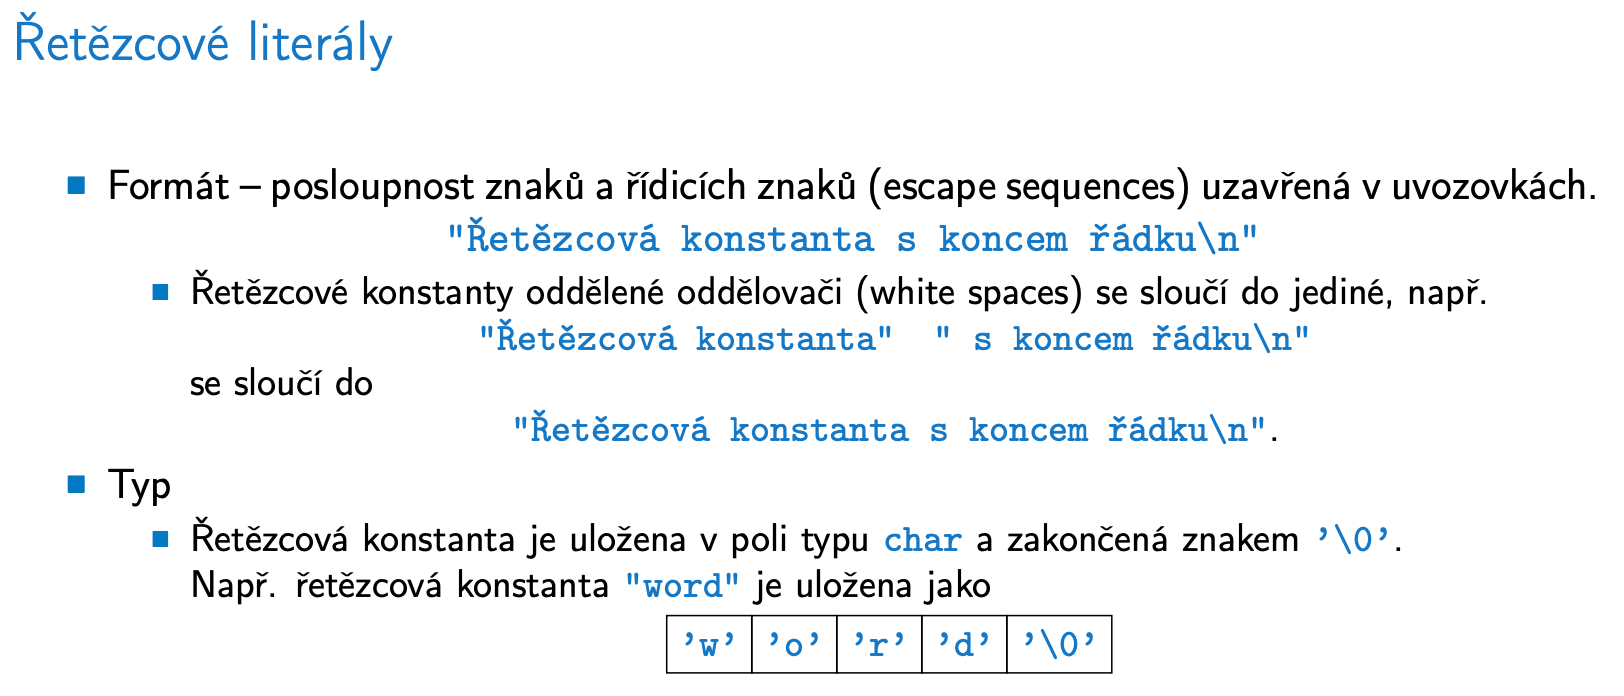 Řetězcové literály
Formát – posloupnost znaků a řídicích znaků (escape sequences) uzavřená v uvozovkách.
"Řetězcová konstanta s koncem řádku\n"
Řetězcové konstanty oddělené oddělovači (white spaces) se sloučí do jediné, např.
"Řetězcová konstanta"  " s koncem řádku\n"
se sloučí do
"Řetězcová konstanta s koncem řádku\n".
Typ
Řetězcová konstanta je uložena v poli typu char a zakončená znakem ’\0’.
Např. řetězcová konstanta "word" je uložena jako
’w’ ’o’ ’r’ ’d’ ’\0’